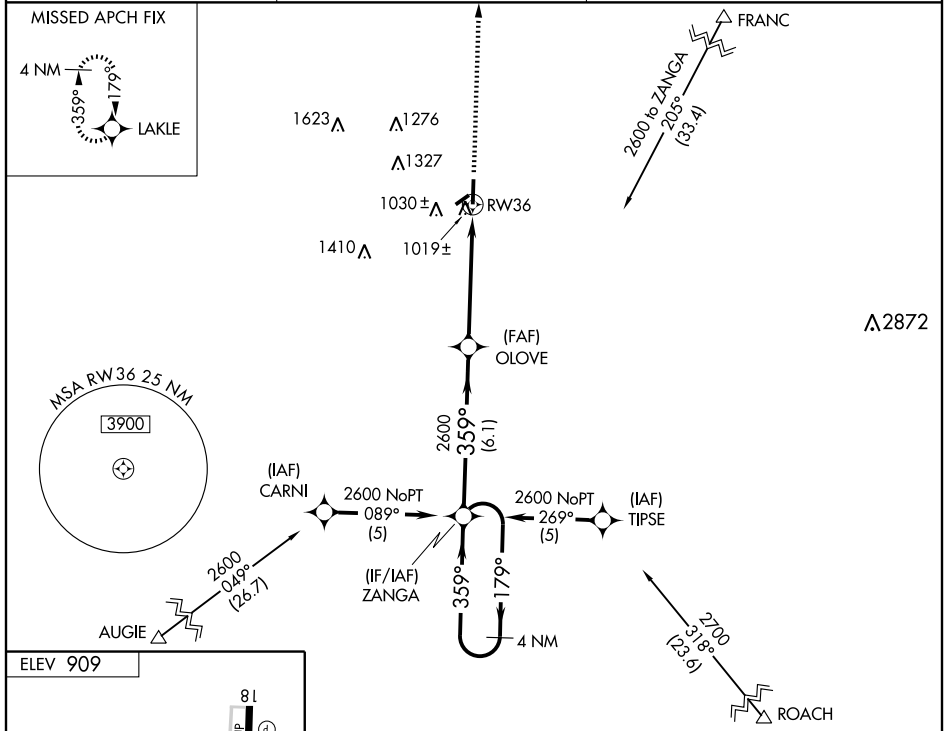 MISSED APCH FIX
4 NM
359°
179°
LAKLE
FRANC
2600 to ZANGA
205°
(33.4)
1623
1276
1327
1030 ±
RW36
1410
1019±
2872
(FAF)
OLOVE
MSA RW36 25 NM
3900
2600
359°
(6.1)
(IAF)
CARNI
2600 NoPT
089°
(5)
2600 NoPT
269°
(5)
(IAF)
TIPSE
(IF/IAF)
ZANGA
359°
179°
4 NM
2600
049°
(26.7)
AUGIE
2700
318°
(23.6)
ROACH
ELEV 909
18
P